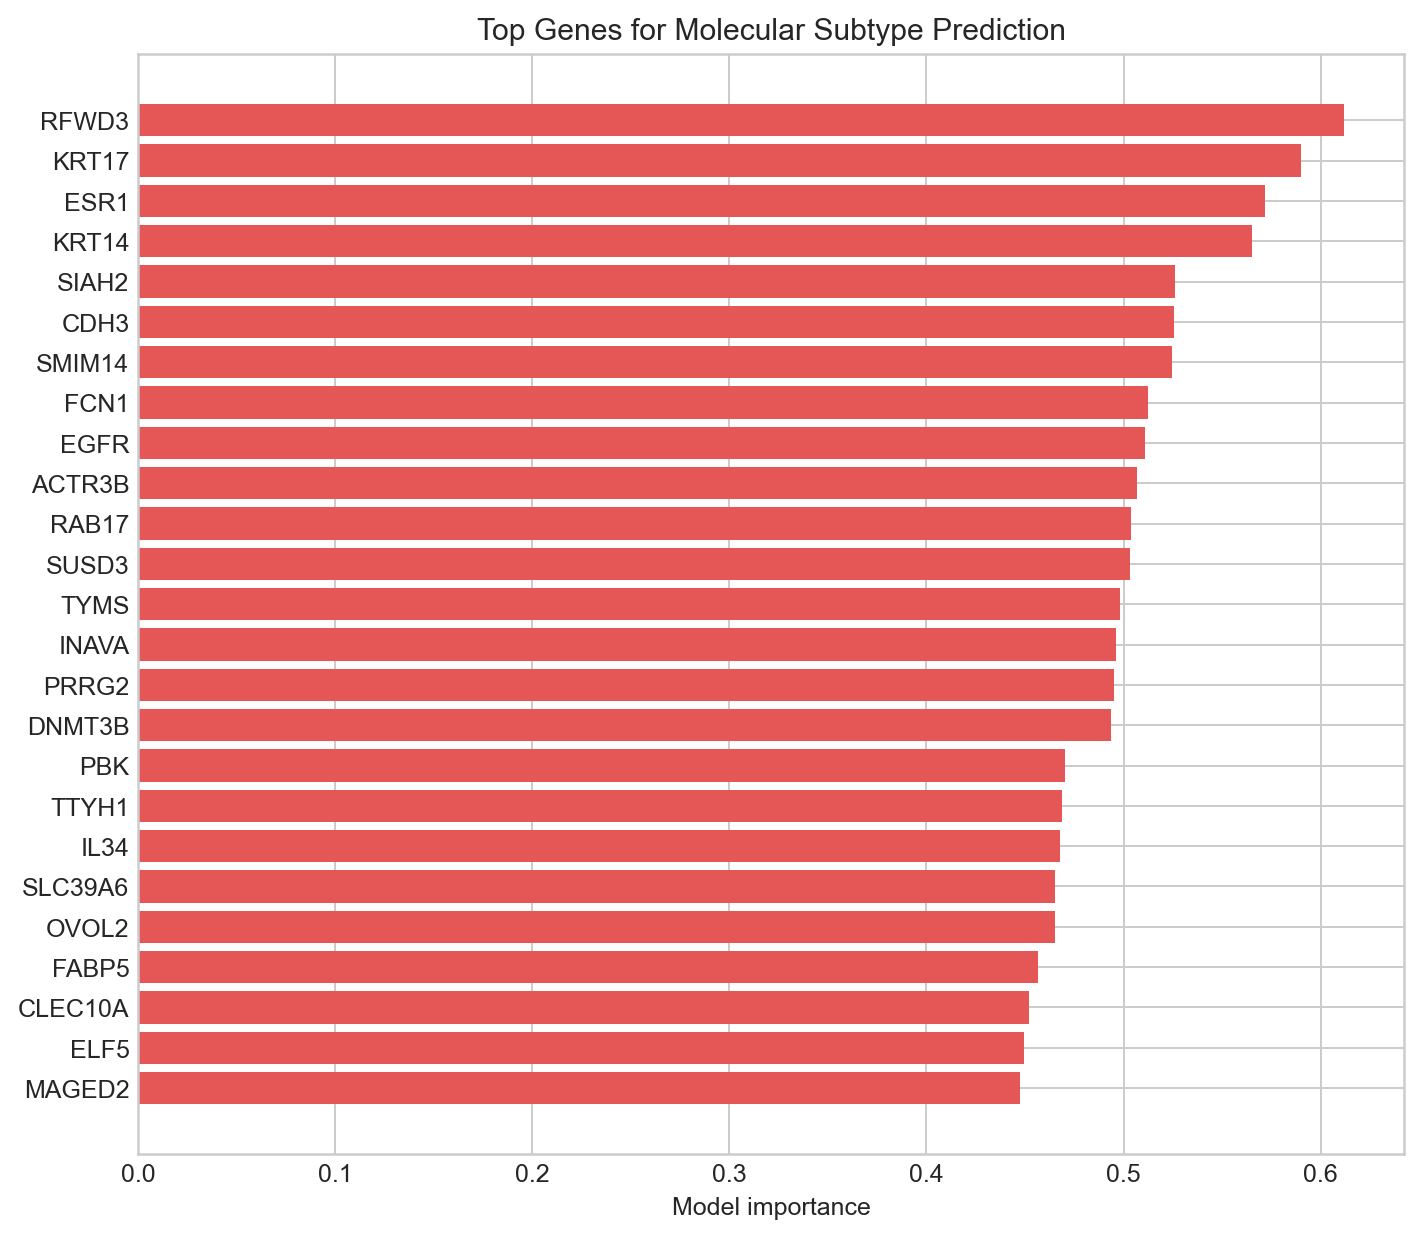 Top Genes for Molecular Subtype Prediction
RFWD3
KRT17
ESR1
KRT14
SIAH2
CDH3
SMIM14
FCN1
EGFR
ACTR3B
RAB17
SUSD3
TYMS
INAVA
PRRG2
DNMT3B
PBK
TTYH1
IL34
SLC39A6
OVOL2
FABP5
CLEC10A
ELF5
MAGED2
0.0 0.1 0.2 0.3 0.4 0.5 0.6
Model importance